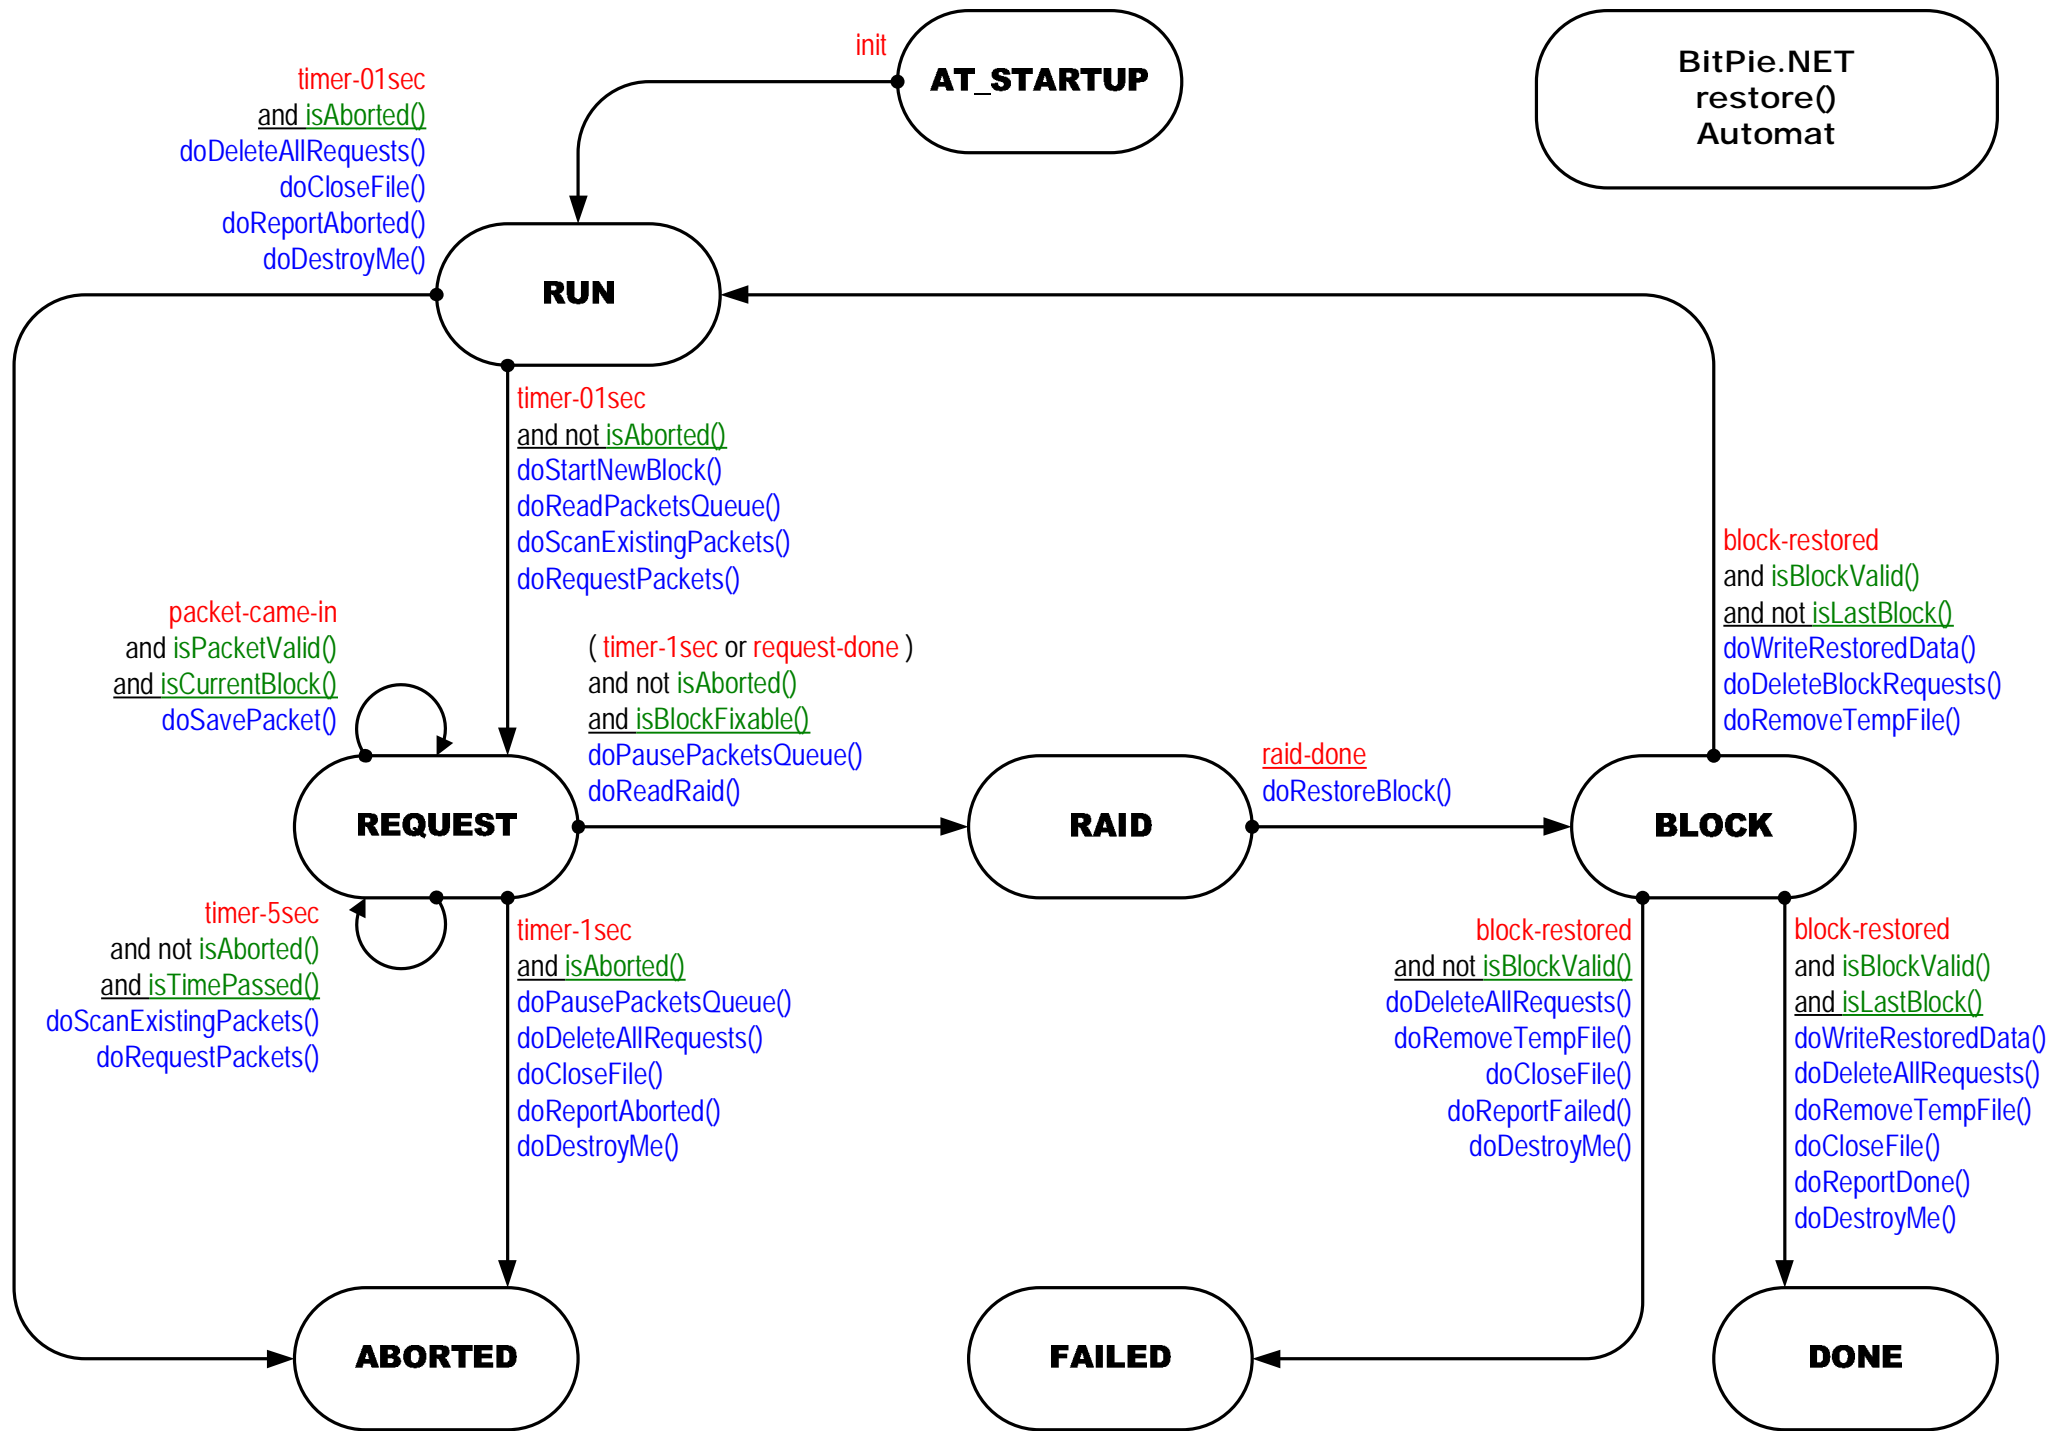 init
AT_STARTUP
BitPie.NET
restore()
Automat
timer-01sec
and isAborted()
doDeleteAllRequests()
doCloseFile()
doReportAborted()
doDestroyMe()
RUN
timer-01sec
and not isAborted()
doStartNewBlock()
doReadPacketsQueue()
doScanExistingPackets()
doRequestPackets()
block-restored
and isBlockValid()
and not isLastBlock()
doWriteRestoredData()
doDeleteBlockRequests()
doRemoveTempFile()
packet-came-in
and isPacketValid()
and isCurrentBlock()
doSavePacket()
( timer-1sec or request-done )
and not isAborted()
and isBlockFixable()
doPausePacketsQueue()
doReadRaid()
raid-done
doRestoreBlock()
REQUEST
RAID
BLOCK
timer-5sec
and not isAborted()
and isTimePassed()
doScanExistingPackets()
doRequestPackets()
timer-1sec
and isAborted()
doPausePacketsQueue()
doDeleteAllRequests()
doCloseFile()
doReportAborted()
doDestroyMe()
block-restored
and not isBlockValid()
doDeleteAllRequests()
doRemoveTempFile()
doCloseFile()
doReportFailed()
doDestroyMe()
block-restored
and isBlockValid()
and isLastBlock()
doWriteRestoredData()
doDeleteAllRequests()
doRemoveTempFile()
doCloseFile()
doReportDone()
doDestroyMe()
ABORTED
FAILED
DONE